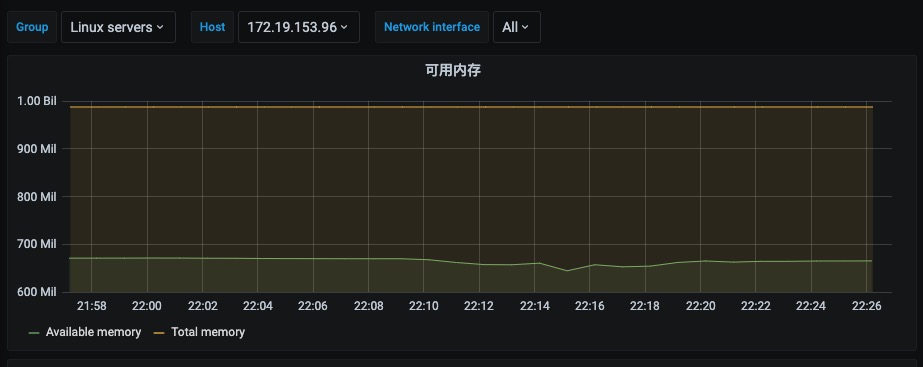 Group Linux servers Host 172.19.153.96 Network interface All
可用内存
1.00 Bil
900 Mil
800 Mil
700 Mil
600 Mil
21:58 22:00 22:02 22:04 22:06 22:08 22:10 22:12 22:14 22:16 22:18 22:20 22:22 22:24 22:26
Available memory Total memory